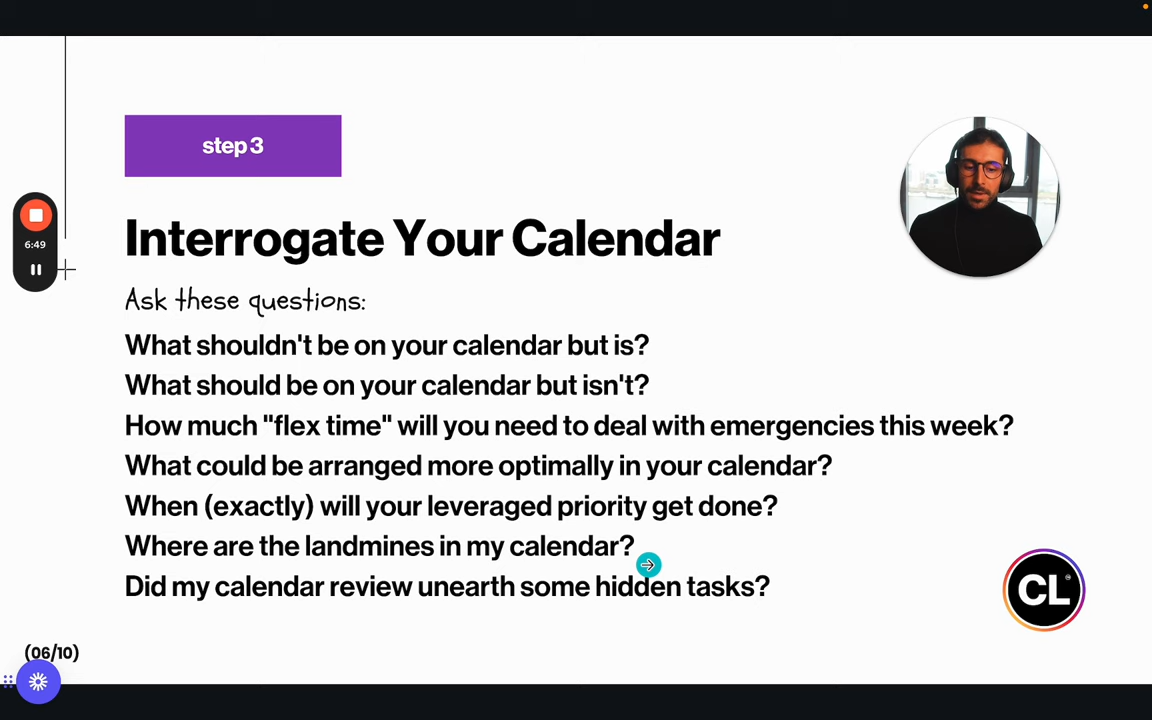 step 3
6:49
Interrogate Your Calendar
Ask these questions:
What shouldn't be on your calendar but is?
What should be on your calendar but isn't?
How much "flex time" will you need to deal with emergencies this week?
What could be arranged more optimally in your calendar?
When (exactly) will your leveraged priority get done?
Where are the landmines in my calendar?
Did my calendar review unearth some hidden tasks?
CL
(06/10)